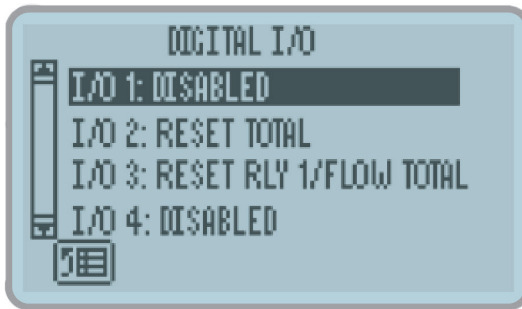 DIGITAL I/O
I/O 1: DISABLED
I/O 2: RESET TOTAL
I/O 3: RESET RLY 1/FLOW TOTAL
I/O 4: DISABLED